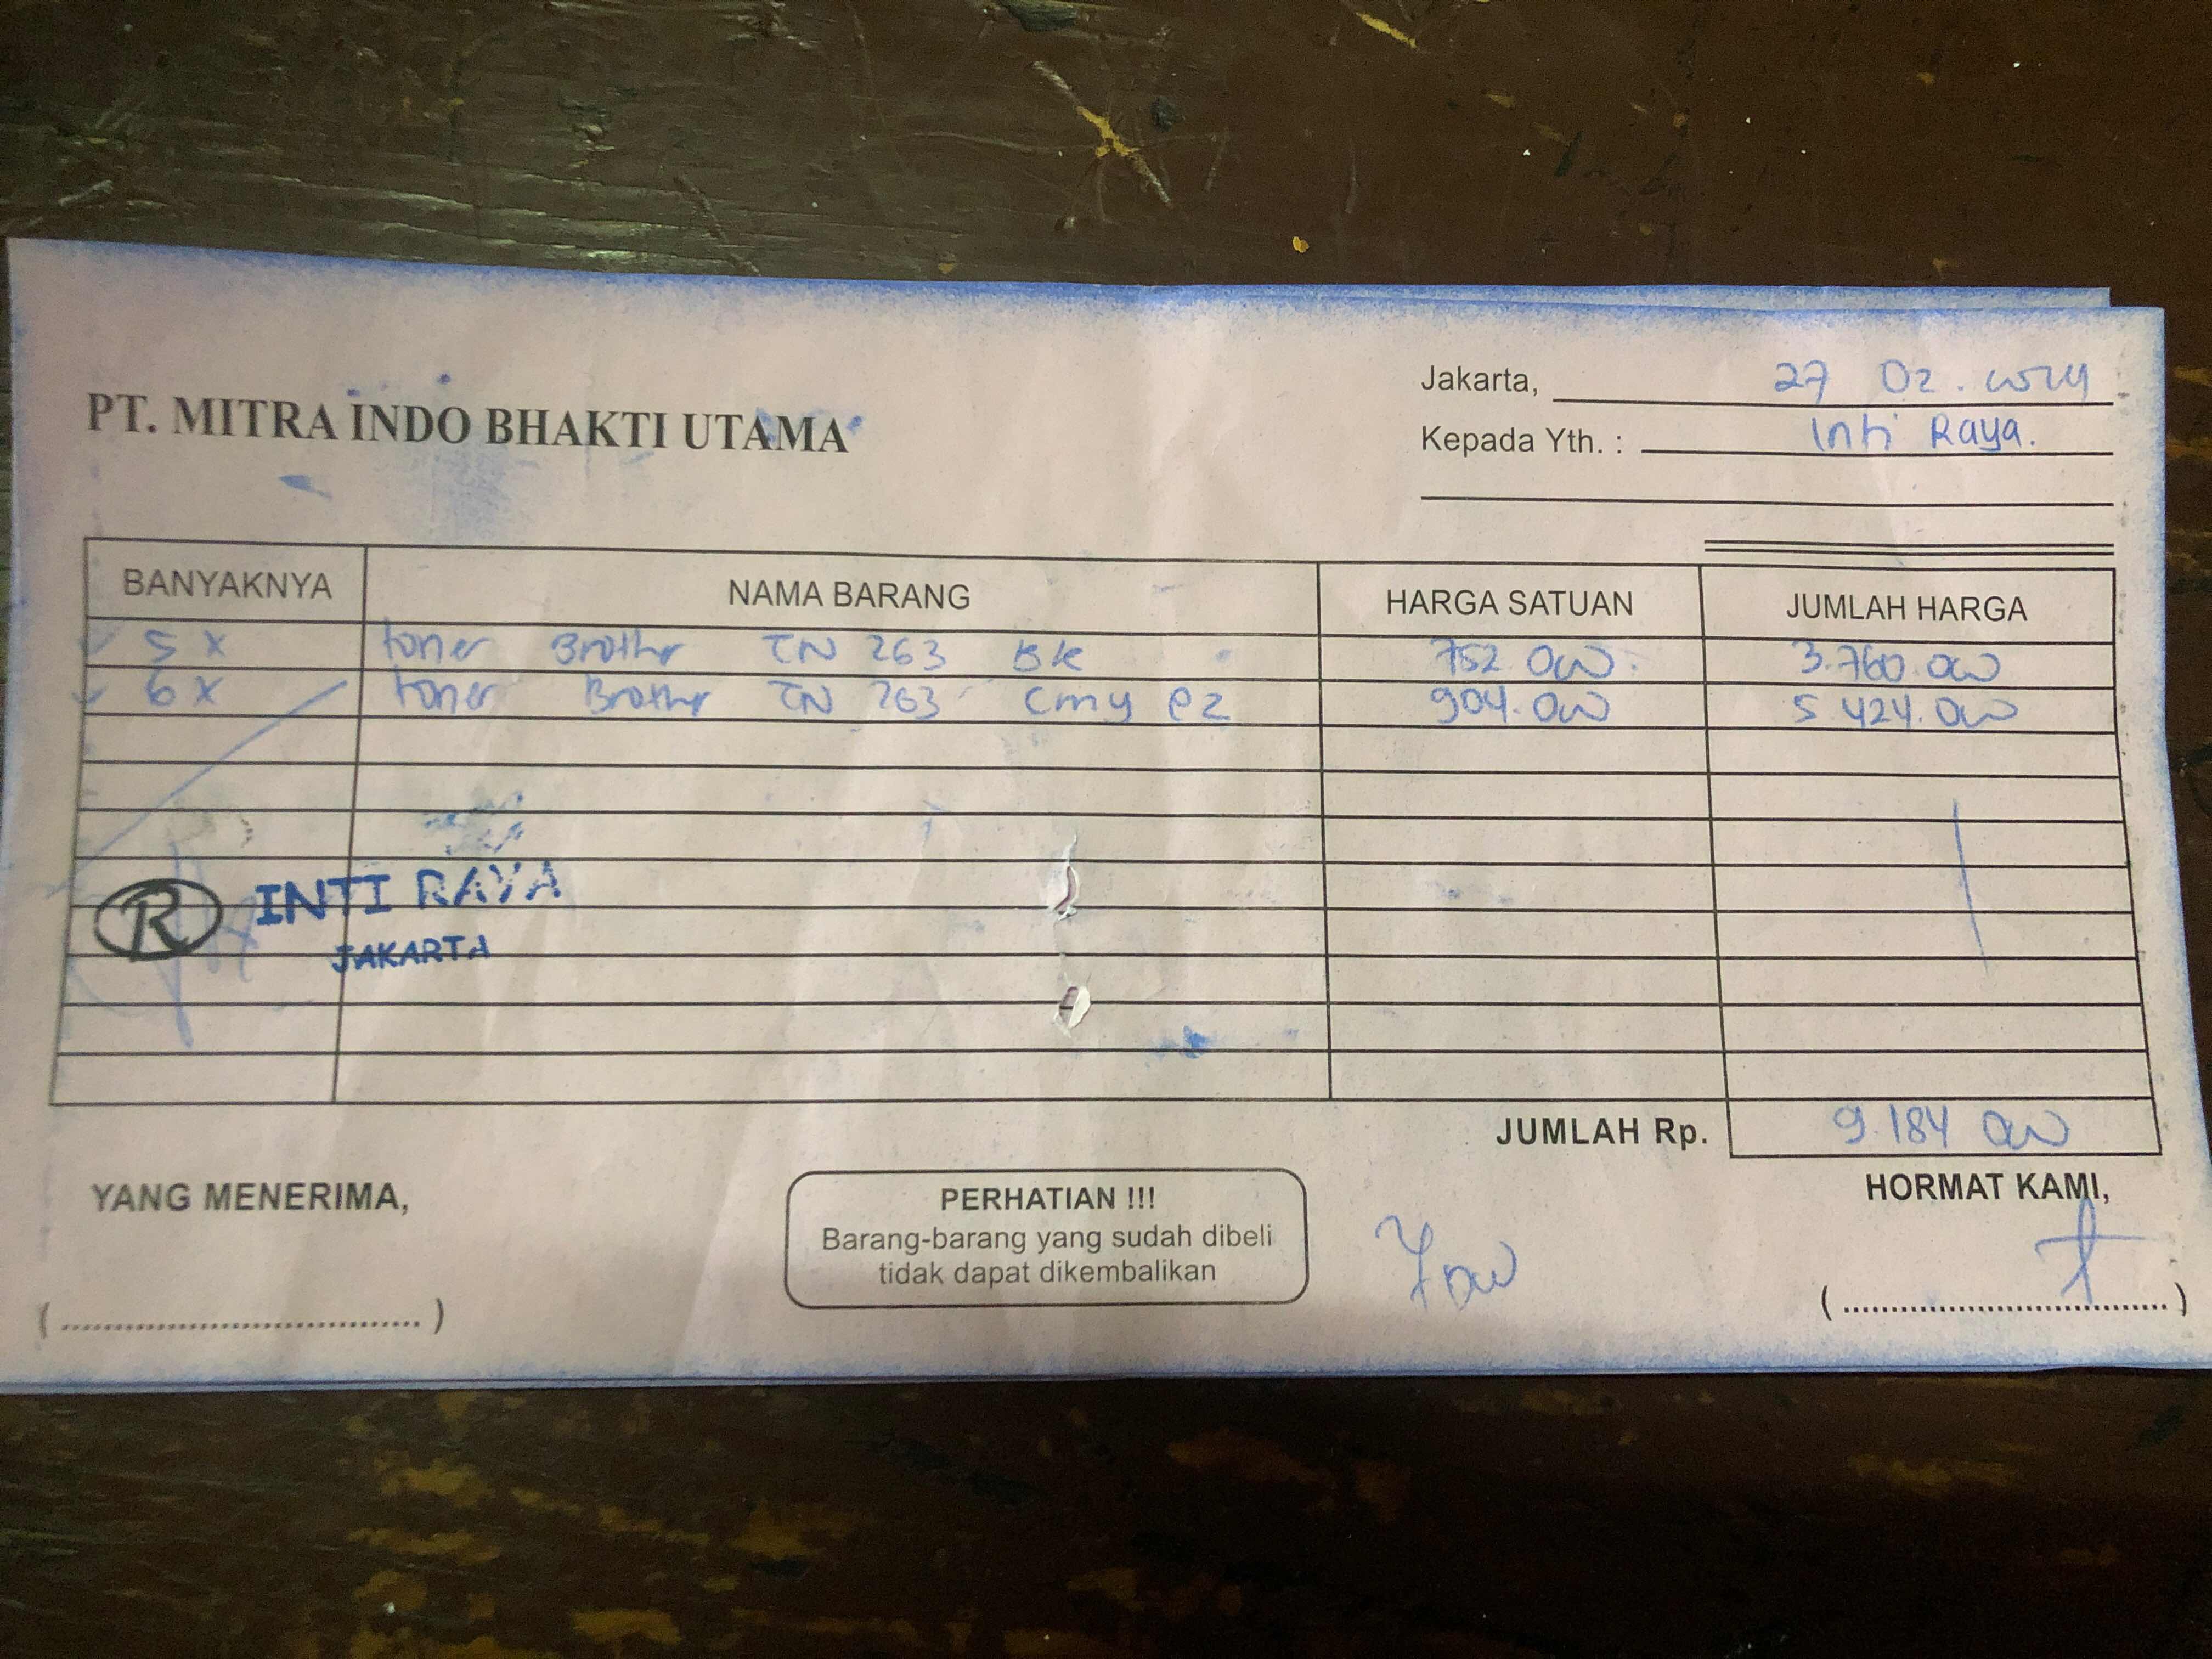 PT. MITRA INDO BHAKTI UTAMA
Jakarta, 27 02. 2024
Kepada Yth. : Inti Raya.
BANYAKNYA NAMA BARANG HARGA SATUAN JUMLAH HARGA
5 x toner Brother TN 263 BK 752.000 3.760.000
6 x toner Brother TN 263 CMY @2 904.000 5.424.000
R INTI RAYA
JAKARTA
JUMLAH Rp. 9.184.000
YANG MENERIMA,
PERHATIAN !!!
Barang-barang yang sudah dibeli
tidak dapat dikembalikan
HORMAT KAMI,
(....................................)
(....................................)